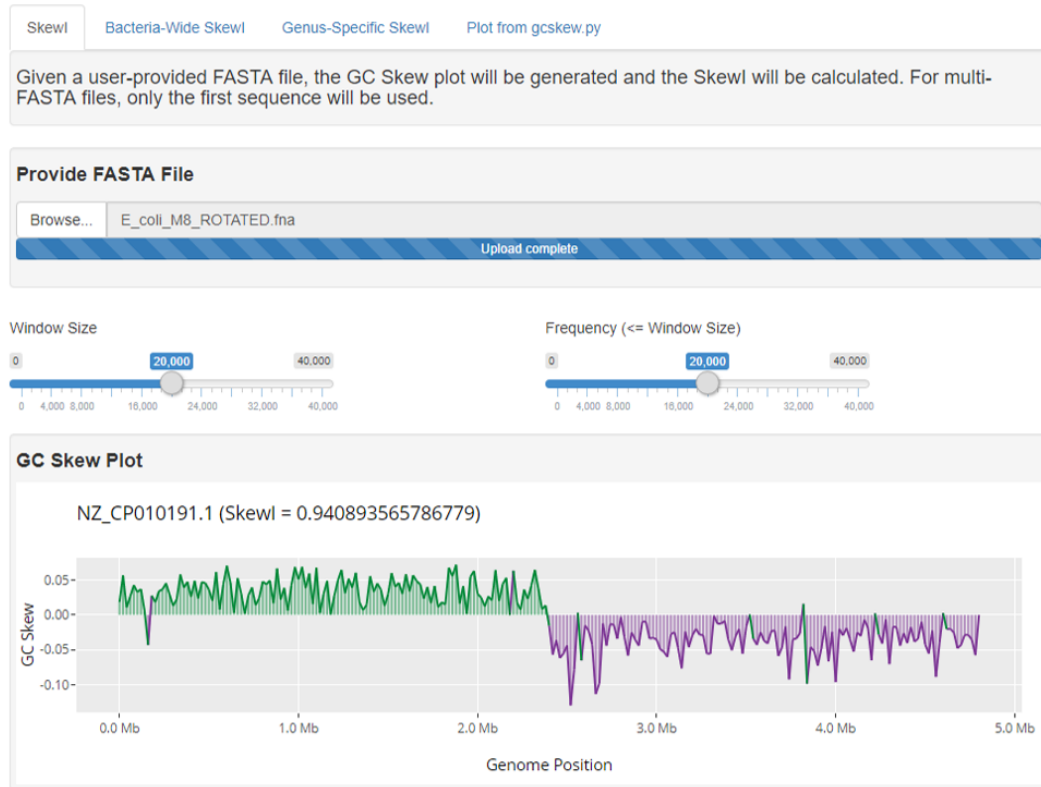 SkewI Bacteria-Wide SkewI Genus-Specific SkewI Plot from gcskew.py
Given a user-provided FASTA file, the GC Skew plot will be generated and the SkewI will be calculated. For multi-
FASTA files, only the first sequence will be used.
Provide FASTA File
Browse... E_coli_M8_ROTATED.fna
Upload complete
Window Size
0 20,000 40,000
0 4,000 8,000 16,000 24,000 32,000 40,000
Frequency (<= Window Size)
0 20,000 40,000
0 4,000 8,000 16,000 24,000 32,000 40,000
GC Skew Plot
NZ_CP010191.1 (SkewI = 0.940893565786779)
GC Skew
0.05
0.00
-0.05
-0.10
0.0 Mb 1.0 Mb 2.0 Mb 3.0 Mb 4.0 Mb 5.0 Mb
Genome Position